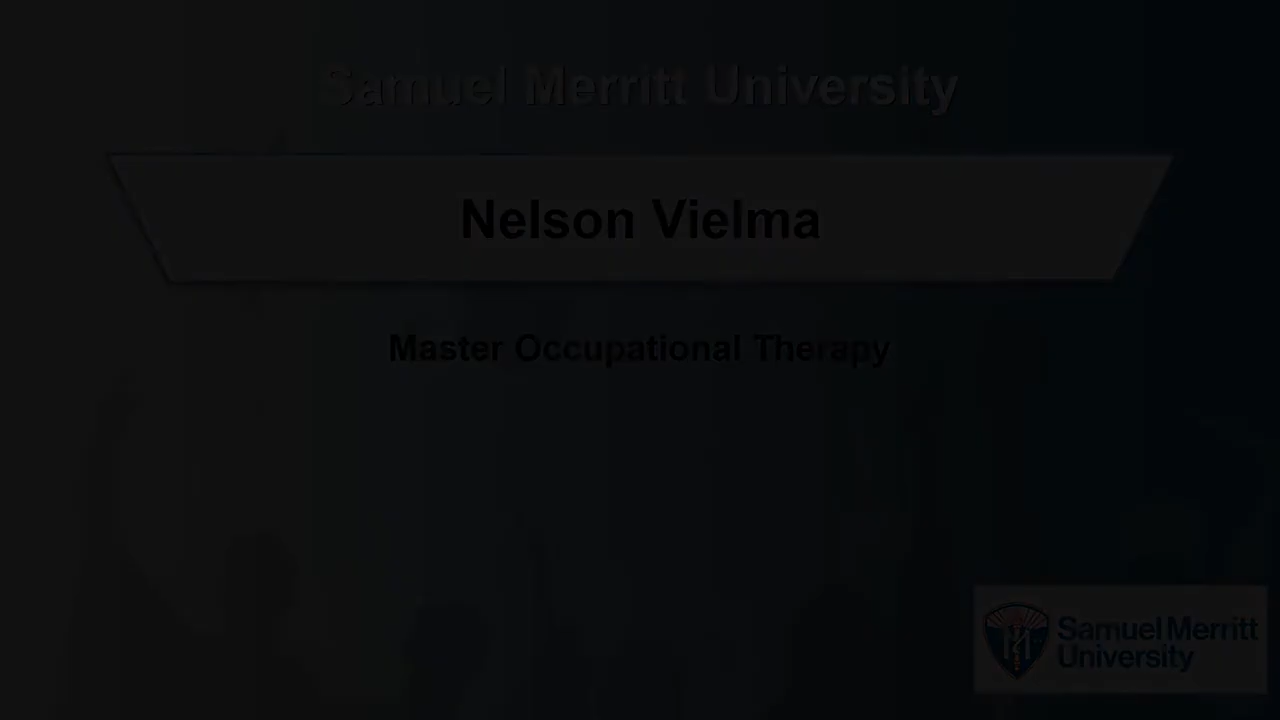 Samuel Merritt University
Nelson Vielma
Master Occupational Therapy
Samuel Merritt
University